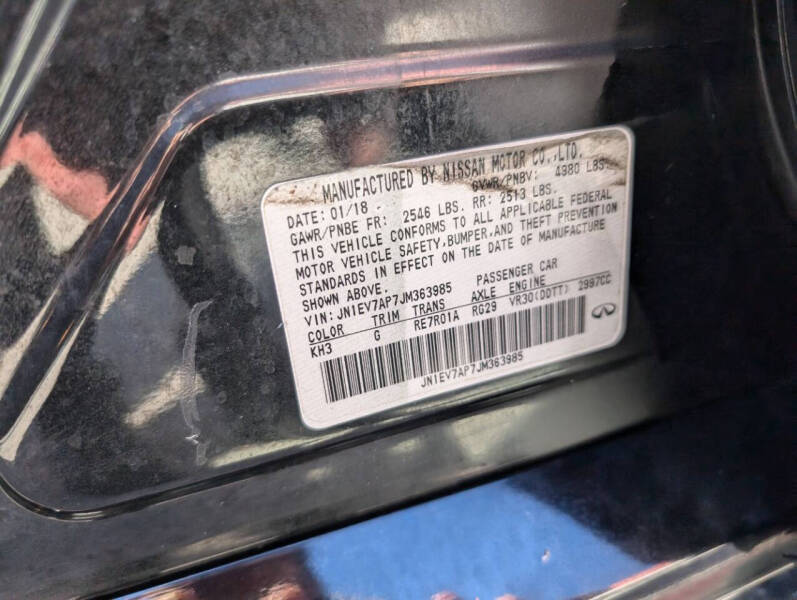 MANUFACTURED BY NISSAN MOTOR CO.,LTD.
DATE: 01/18 GVWR/PNBV: 4980 LBS.
GAWR/PNBE FR: 2546 LBS. RR: 2513 LBS.
THIS VEHICLE CONFORMS TO ALL APPLICABLE FEDERAL
MOTOR VEHICLE SAFETY,BUMPER,AND THEFT PREVENTION
STANDARDS IN EFFECT ON THE DATE OF MANUFACTURE
SHOWN ABOVE.
VIN: JN1EV7AP7JM363985 PASSENGER CAR
COLOR TRIM TRANS AXLE ENGINE
KH3 G RE7R01A RG29 VR30(DDTT) 2997CC
JN1EV7AP7JM363985